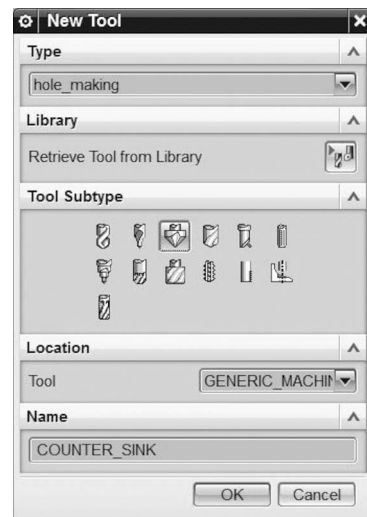 New Tool
Type
hole_making
Library
Retrieve Tool from Library
Tool Subtype
Location
Tool GENERIC_MACHIN
Name
COUNTER_SINK
OK Cancel